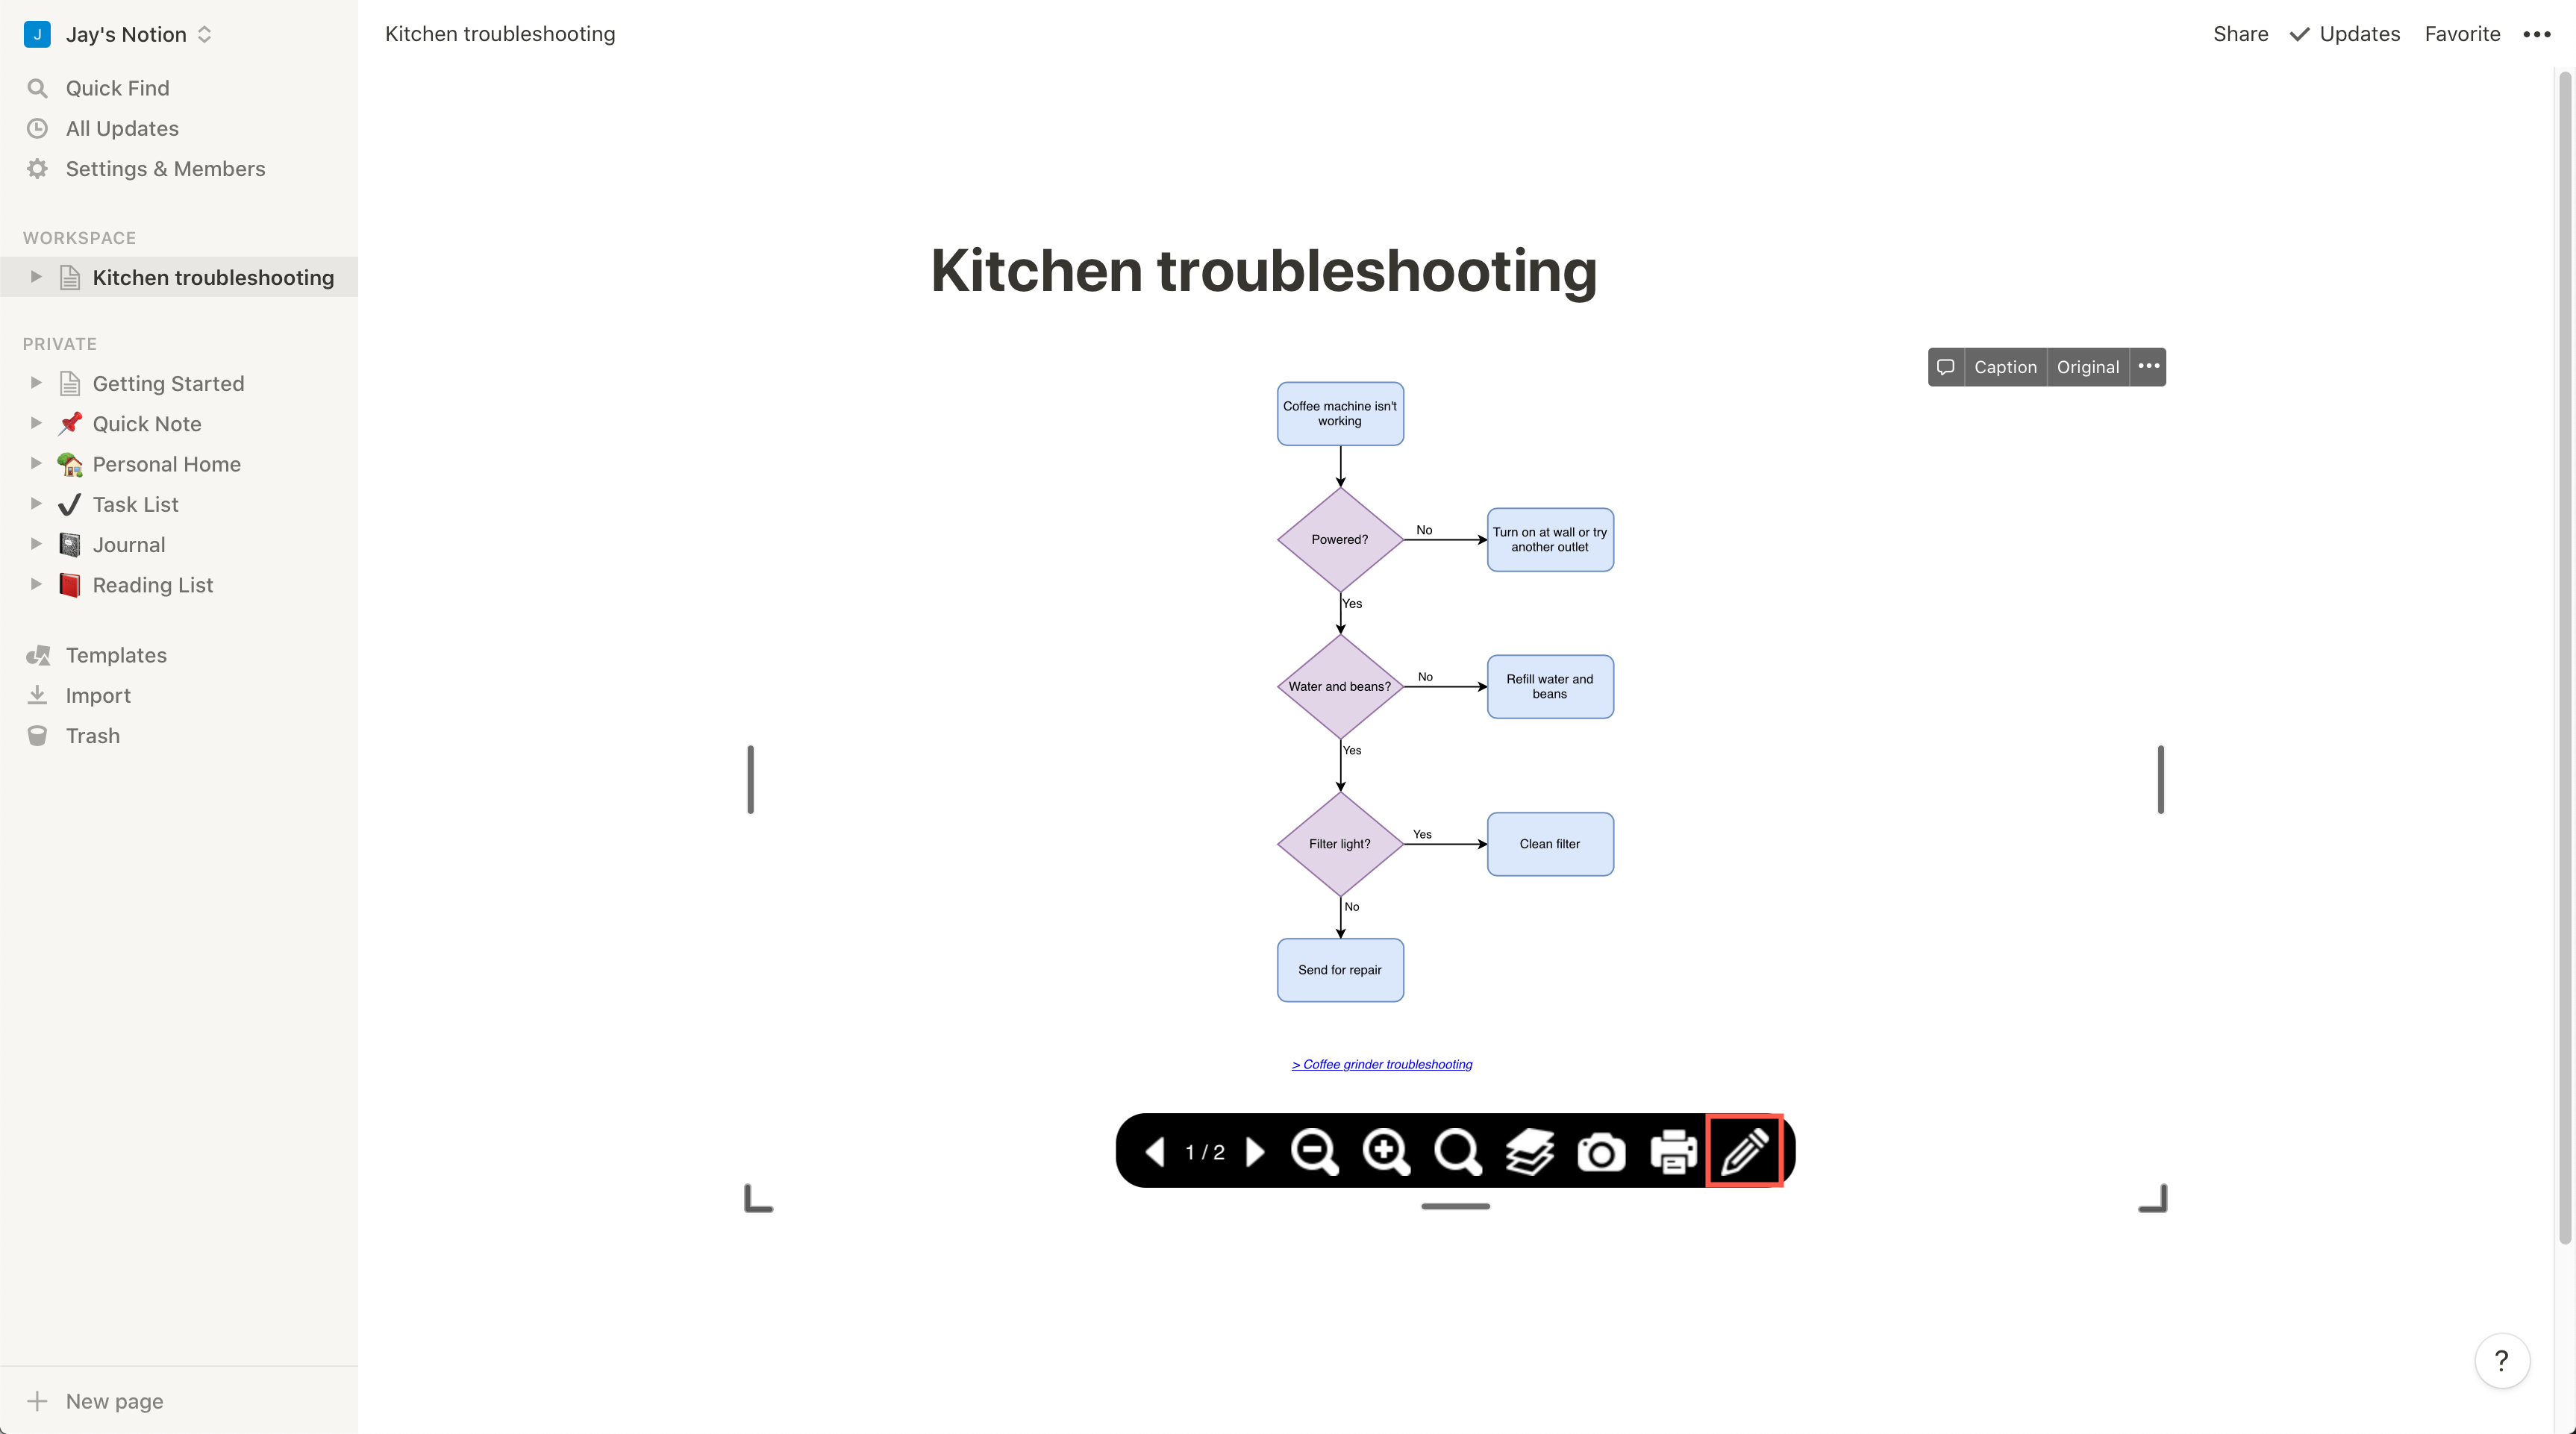 J Jay's Notion
Quick Find
All Updates
Settings & Members
WORKSPACE
Kitchen troubleshooting
PRIVATE
Getting Started
Quick Note
Personal Home
Task List
Journal
Reading List
Templates
Import
Trash
New page
Kitchen troubleshooting
Share Updates Favorite
Kitchen troubleshooting
Caption Original
Coffee machine isn't
working
Powered?
No
Turn on at wall or try
another outlet
Yes
Water and beans?
No
Refill water and
beans
Yes
Filter light?
Yes
Clean filter
No
Send for repair
> Coffee grinder troubleshooting
1 / 2
?